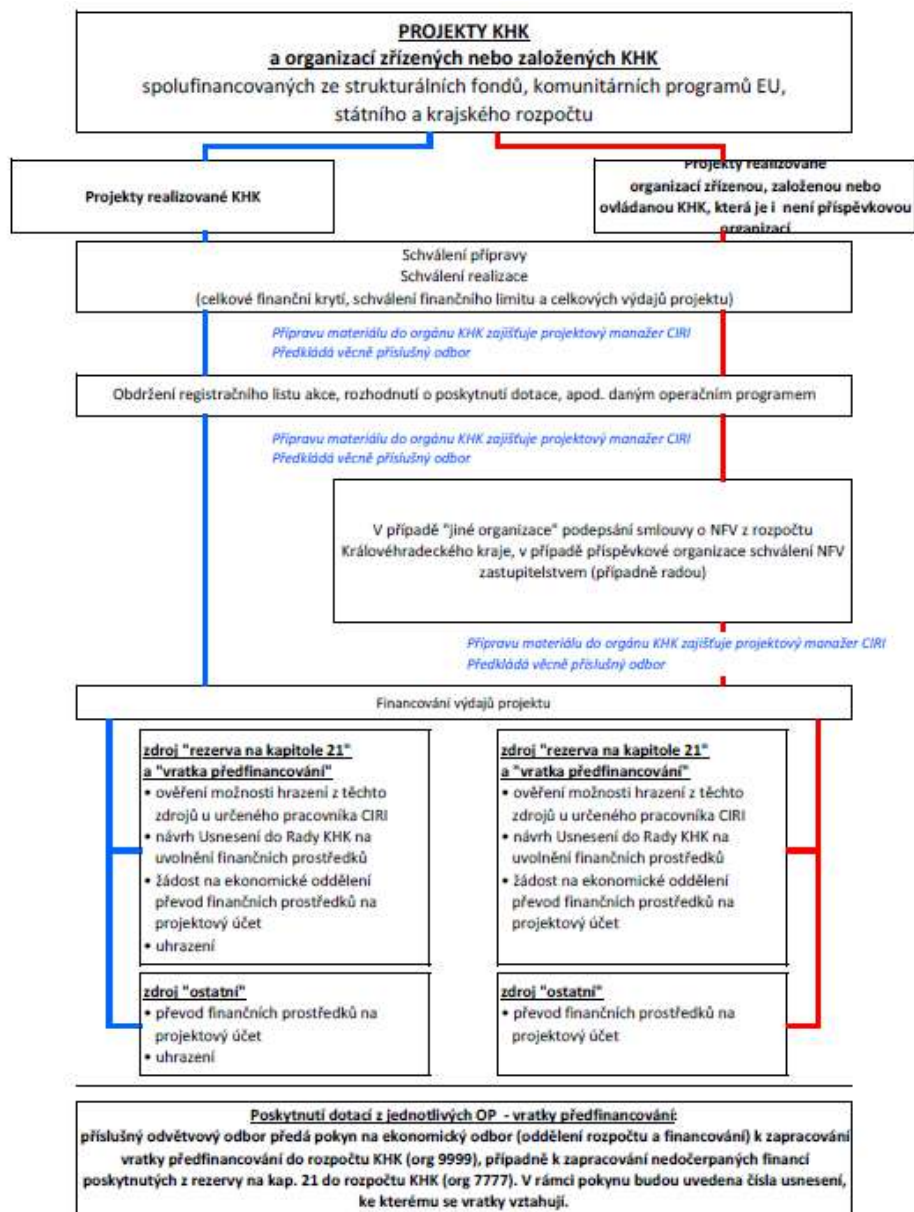 PROJEKTY KHK
a organizací zřízených nebo založených KHK
spolufinancovaných ze strukturálních fondů, komunitárních programů EU,
státního a krajského rozpočtu
Projekty realizované KHK
Projekty realizované
organizací zřízenou, založenou nebo
ovládanou KHK, která je i není příspěvkovou
organizací
Schválení přípravy
Schválení realizace
(celkové finanční krytí, schválení finančního limitu a celkových výdajů projektu)
Přípravu materiálu do orgánu KHK zajišťuje projektový manažer CIRI
Předkládá věcně příslušný odbor
Obdržení registračního listu akce, rozhodnutí o poskytnutí dotace, apod. daným operačním programem
Přípravu materiálu do orgánu KHK zajišťuje projektový manažer CIRI
Předkládá věcně příslušný odbor
V případě "jiné organizace" podepsání smlouvy o NFV z rozpočtu
Královéhradeckého kraje, v případě příspěvkové organizace schválení NFV
zastupitelstvem (případně radou)
Přípravu materiálu do orgánu KHK zajišťuje projektový manažer CIRI
Předkládá věcně příslušný odbor
Financování výdajů projektu
zdroj "rezerva na kapitole 21"
a "vratka předfinancování"
• ověření možnosti hrazení z těchto
zdrojů u určeného pracovníka CIRI
• návrh Usnesení do Rady KHK na
uvolnění finančních prostředků
• žádost na ekonomické oddělení
převod finančních prostředků na
projektový účet
• uhrazení
zdroj "rezerva na kapitole 21"
a "vratka předfinancování"
• ověření možnosti hrazení z těchto
zdrojů u určeného pracovníka CIRI
• návrh Usnesení do Rady KHK na
uvolnění finančních prostředků
• žádost na ekonomické oddělení
převod finančních prostředků na
projektový účet
zdroj "ostatní"
• převod finančních prostředků na
projektový účet
• uhrazení
zdroj "ostatní"
• převod finančních prostředků na
projektový účet
Poskytnutí dotací z jednotlivých OP - vratky předfinancování:
příslušný odvětvový odbor předá pokyn na ekonomický odbor (oddělení rozpočtu a financování) k zapracování
vratky předfinancování do rozpočtu KHK (org 9999), případně k zapracování nedočerpaných financí
poskytnutých z rezervy na kap. 21 do rozpočtu KHK (org 7777). V rámci pokynu budou uvedena čísla usnesení,
ke kterému se vratky vztahují.